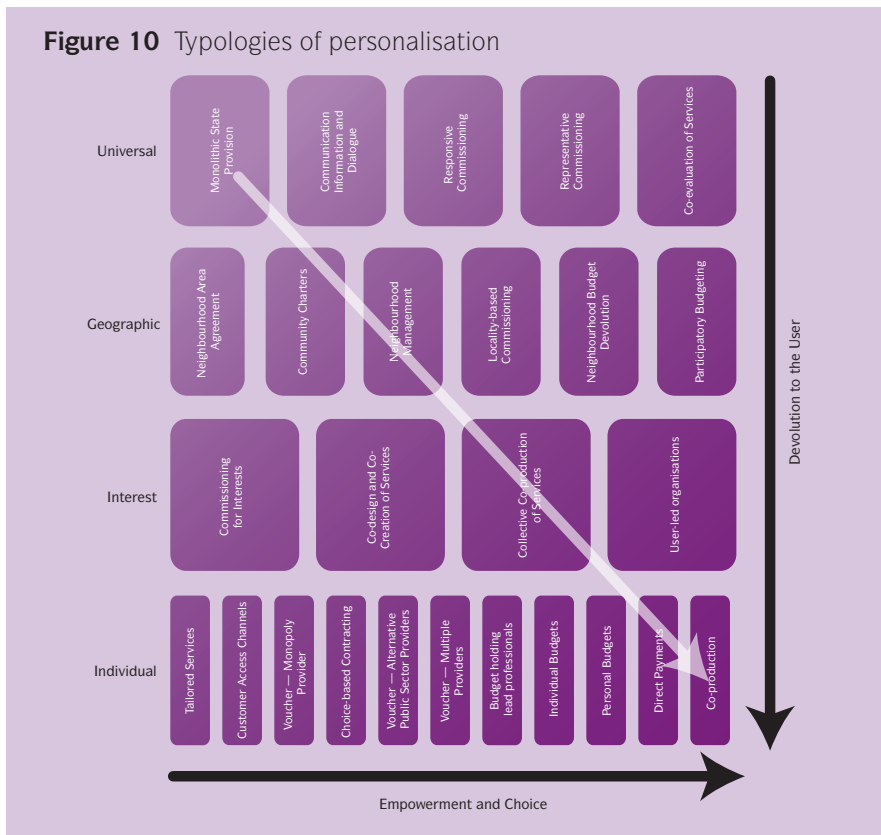 Figure 10 Typologies of personalisation
Universal
Monolithic State
Provision
Communication
Information and
Dialogue
Responsive
Commissioning
Representative
Commissioning
Co-evaluation of Services
Geographic
Neighbourhood Area
Agreement
Community Charters
Neighbourhood
Management
Locality-based
Commissioning
Neighbourhood Budget
Devolution
Participatory Budgeting
Interest
Commissioning
for Interests
Co-design and Co-
Creation of Services
Collective Co-production
of Services
User-led organisations
Individual
Tailored Services
Customer Access Channels
Voucher — Monopoly
Provider
Choice-based Contracting
Voucher — Alternative
Public Sector Providers
Voucher — Multiple
Providers
Budget holding
lead professionals
Individual Budgets
Personal Budgets
Direct Payments
Co-production
Devolution to the User
Empowerment and Choice